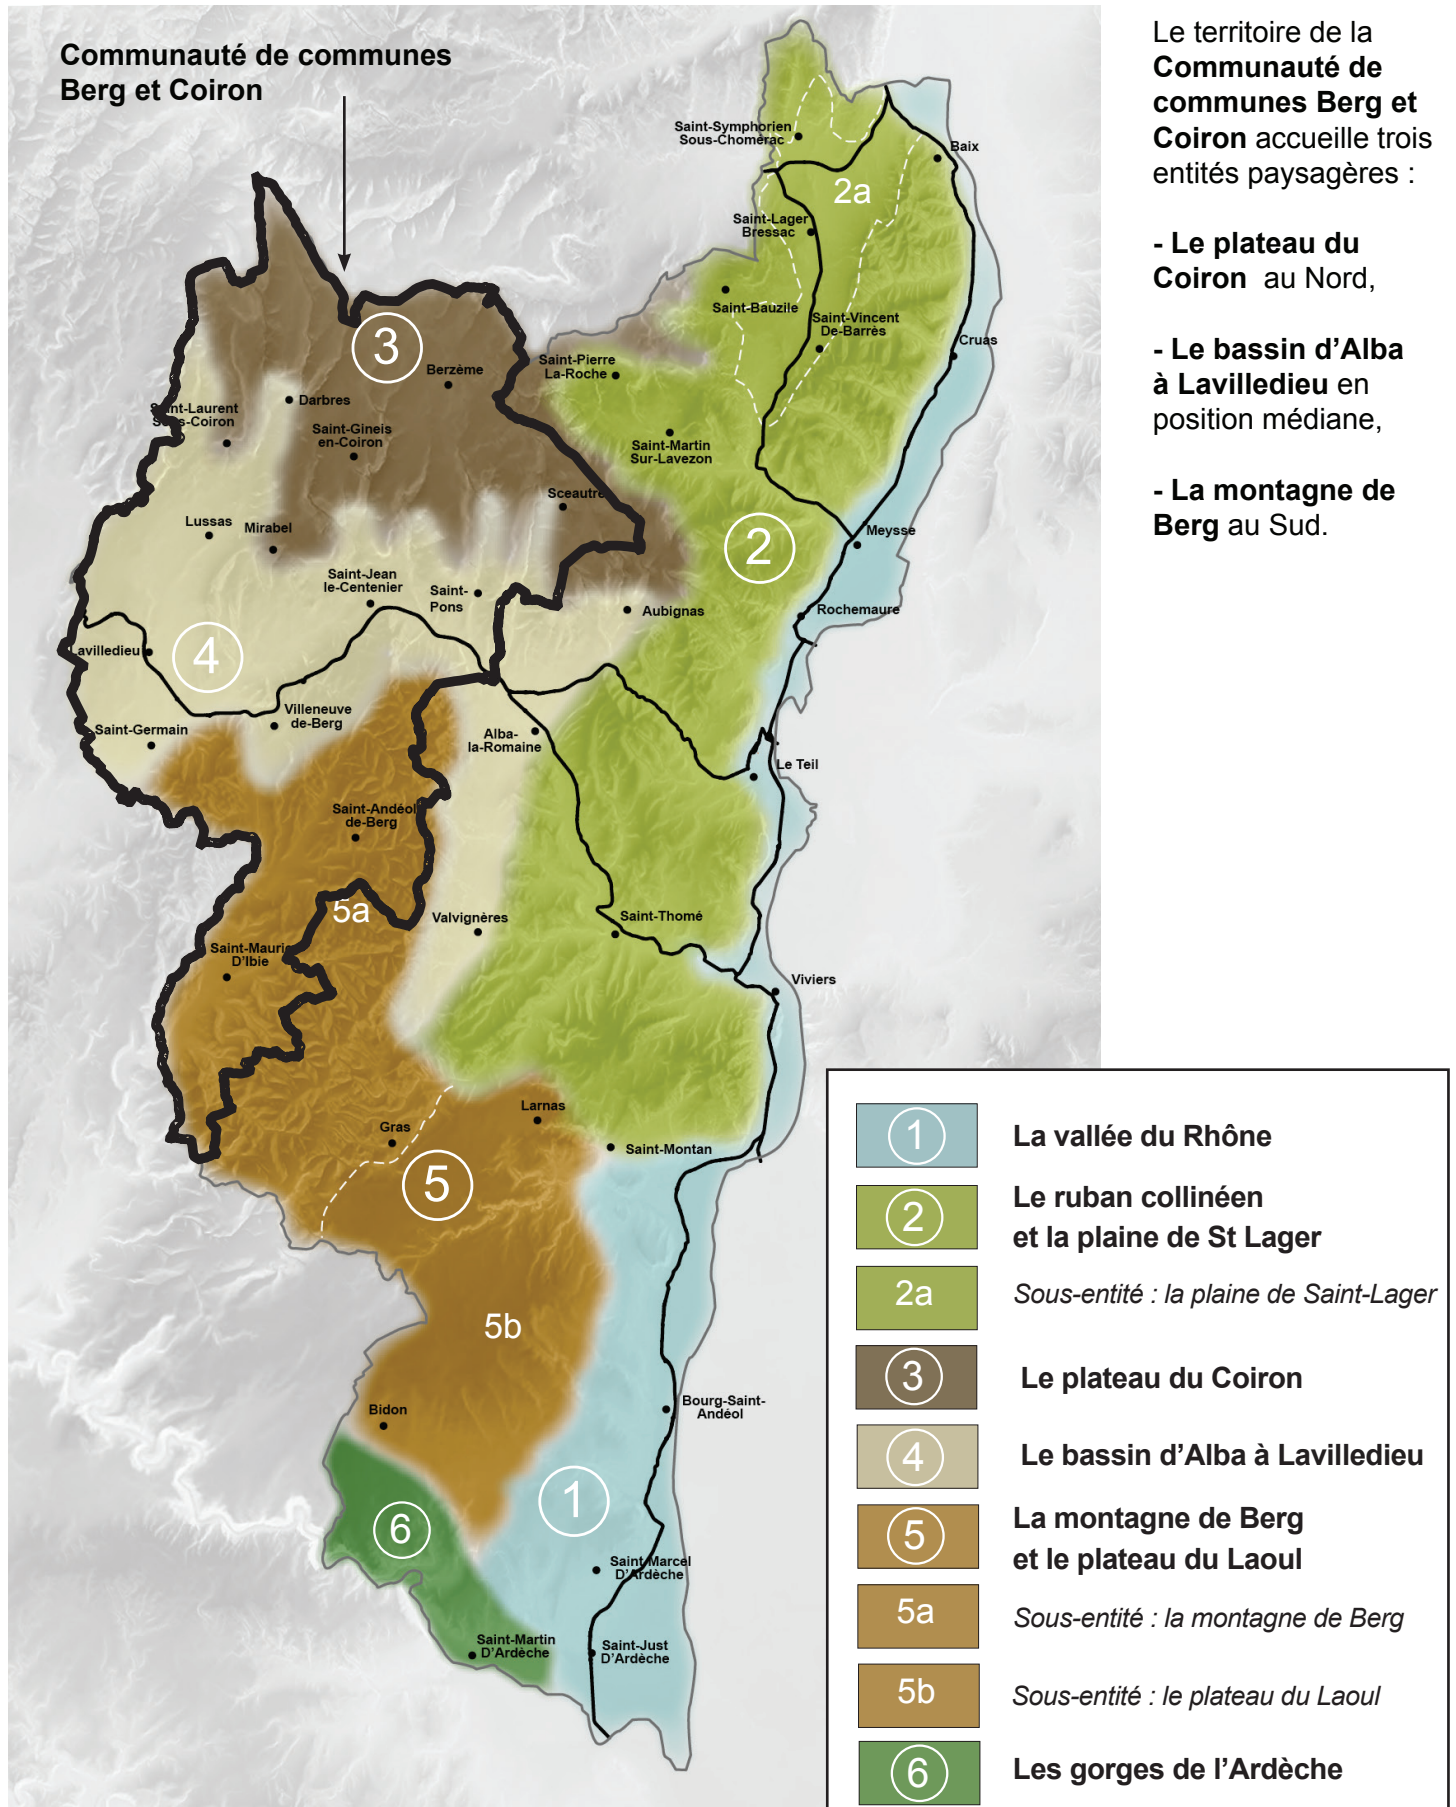 Communauté de communes
Berg et Coiron
Le territoire de la
Communauté de
communes Berg et
Coiron accueille trois
entités paysagères :
- Le plateau du
Coiron au Nord,
- Le bassin d'Alba
à Lavilledieu en
position médiane,
- La montagne de
Berg au Sud.
Saint-Symphorien
Sous-Chomérac
Baix
2a
Saint-Lager
Bressac
Saint-Bauzile
Saint-Vincent
De-Barrès
Cruas
3
Saint-Pierre
La-Roche
Berzème
Darbres
Saint-Laurent
Sous-Coiron
Saint-Gineis
en-Coiron
Saint-Martin
Sur-Lavezon
Sceautre
Lussas
Mirabel
2
Meysse
Saint-Jean
le-Centenier
Saint-
Pons
Aubignas
Rochemaure
Lavilledieu
4
Villeneuve
de-Berg
Saint-Germain
Alba-
la-Romaine
Le Teil
Saint-Andéol
de-Berg
5a
Valvignères
Saint-Thomé
Saint-Mauric
D'Ibie
Viviers
Larnas
Gras
Saint-Montan
5
5b
Bidon
Bourg-Saint-
Andéol
1
6
Saint Marcel
D'Ardèche
Saint-Martin
D'Ardèche
Saint-Just
D'Ardèche
1
La vallée du Rhône
2
Le ruban collinéen
et la plaine de St Lager
2a
Sous-entité : la plaine de Saint-Lager
3
Le plateau du Coiron
4
Le bassin d'Alba à Lavilledieu
5
La montagne de Berg
et le plateau du Laoul
5a
Sous-entité : la montagne de Berg
5b
Sous-entité : le plateau du Laoul
6
Les gorges de l'Ardèche